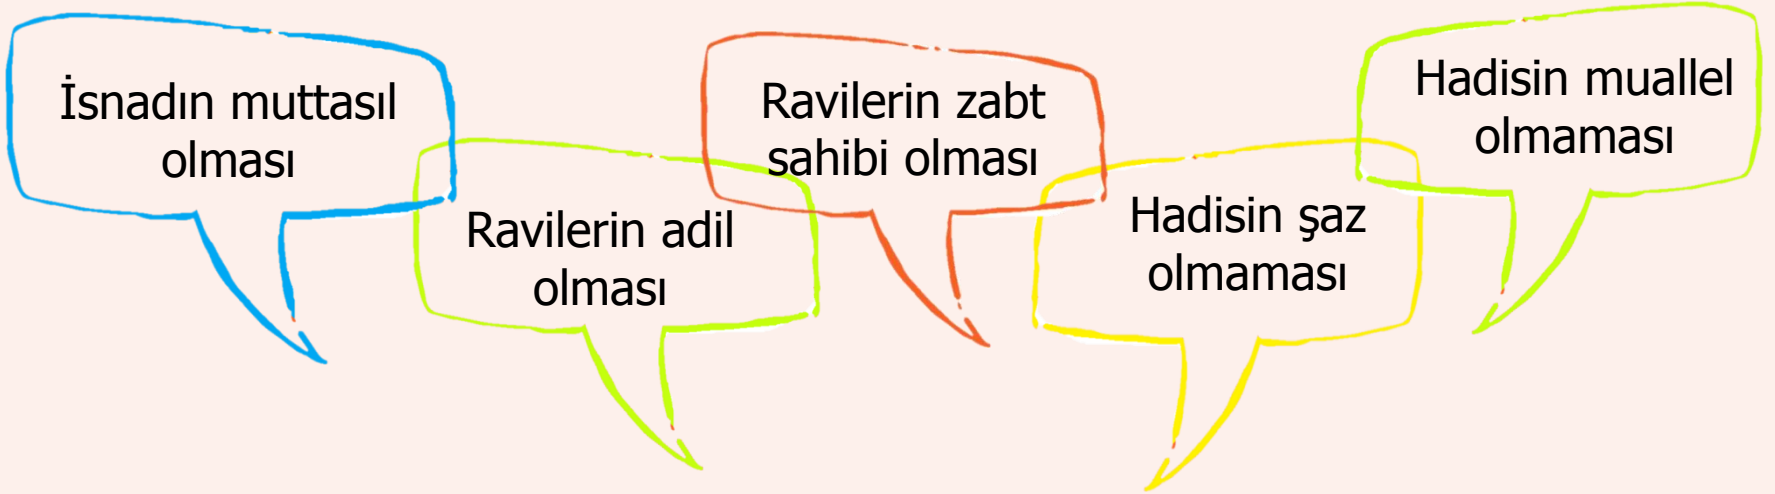 İsnadın muttasıl
olması
Ravilerin adil
olması
Ravilerin zabt
sahibi olması
Hadisin şaz
olmaması
Hadisin muallel
olmaması